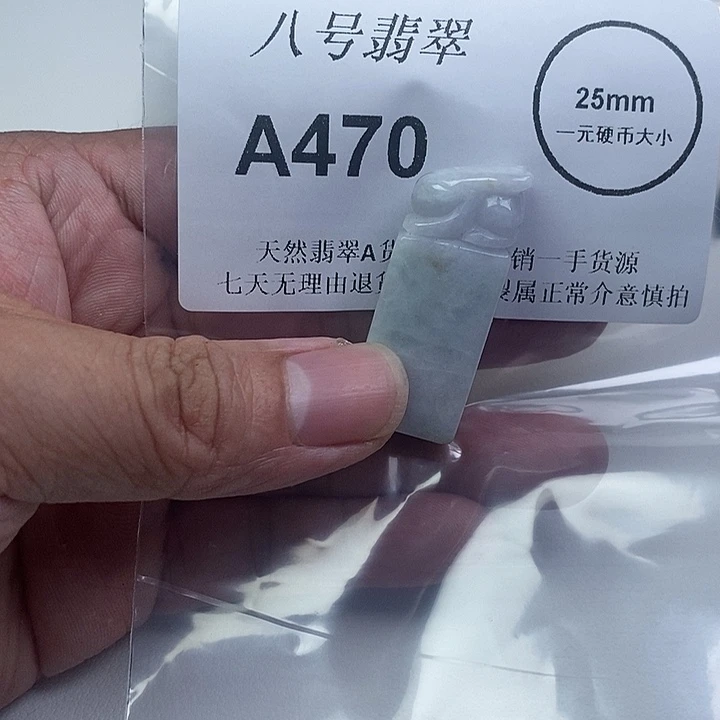 八号翡翠
A470
25mm
一元硬币大小
天然翡翠A货 销一手货源
七天无理由退 属正常介意慎拍